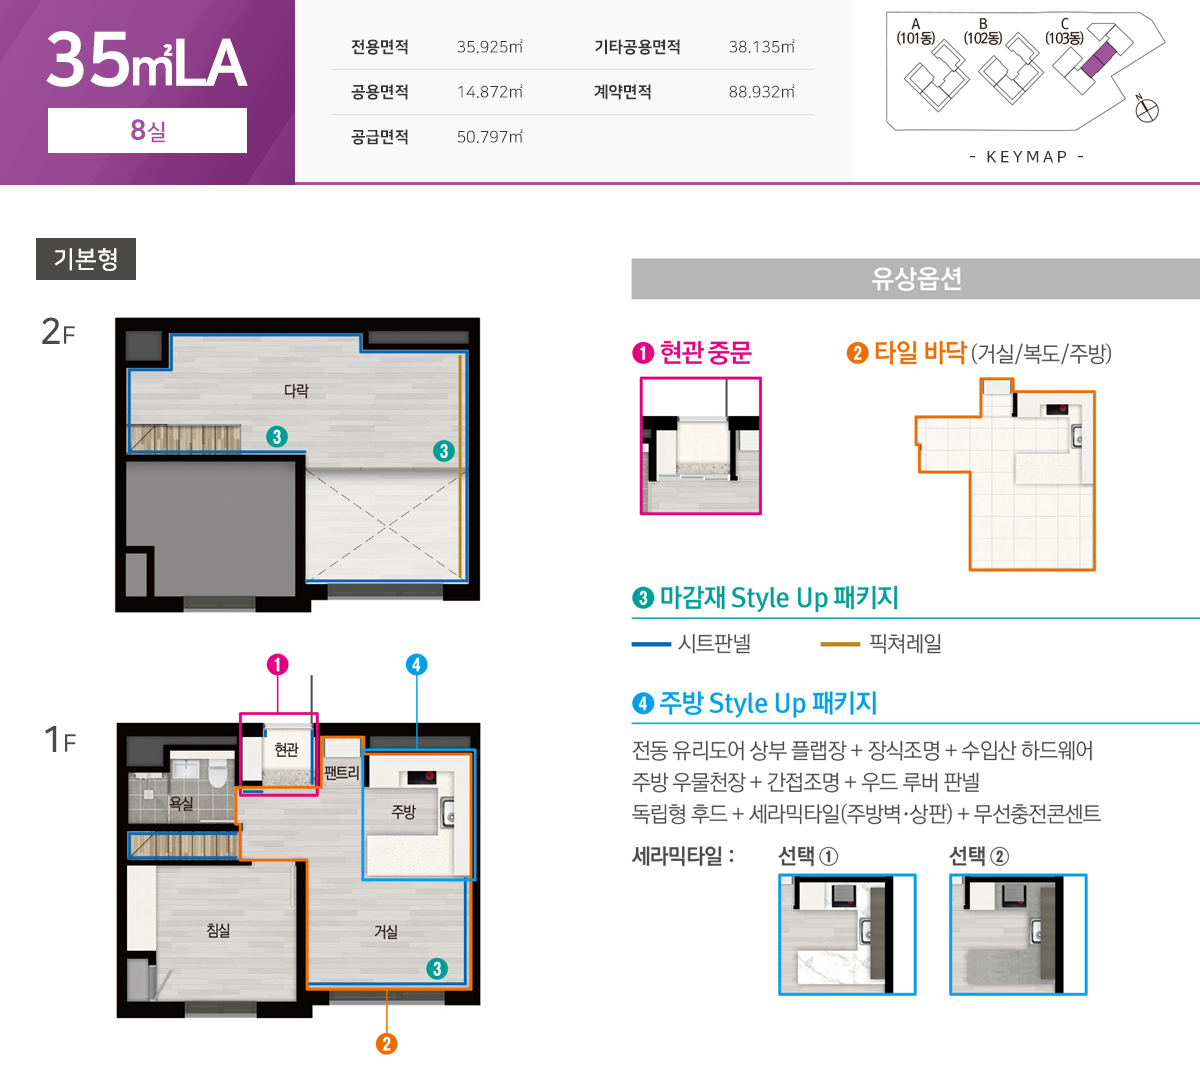 35㎡LA
8실
전용면적 35.925㎡ 기타공용면적 38.135㎡
공용면적 14.872㎡ 계약면적 88.932㎡
공급면적 50.797㎡
A B C
(101동) (102동) (103동)
N
- KEYMAP -
기본형
2F
다락
3
3
1F
1
4
현관
팬트리
욕실
주방
침실
거실
3
2
유상옵션
1 현관 중문
2 타일 바닥 (거실/복도/주방)
3 마감재 Style Up 패키지
시트판넬 픽쳐레일
4 주방 Style Up 패키지
전동 유리도어 상부 플랩장 + 장식조명 + 수입산 하드웨어
주방 우물천장 + 간접조명 + 우드 루버 판넬
독립형 후드 + 세라믹타일(주방벽·상판) + 무선충전콘센트
세라믹타일 : 선택 ① 선택 ②